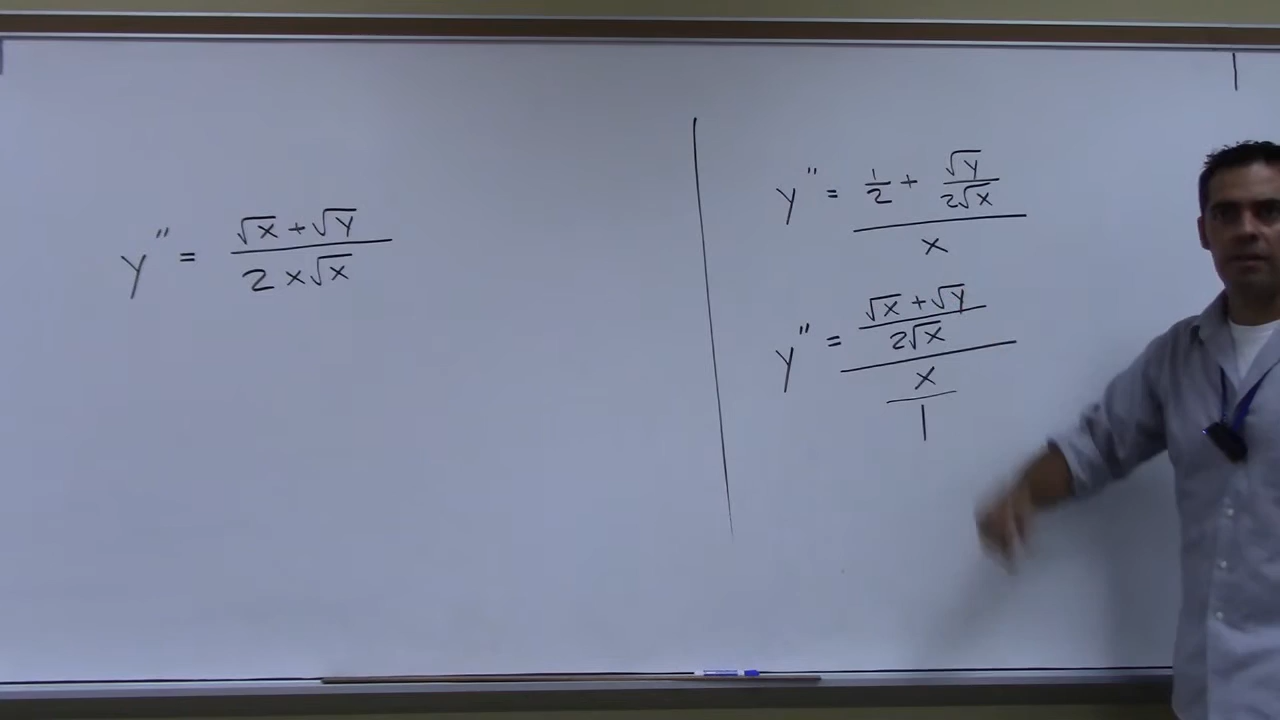 y'' = (√x + √y) / (2x√x)
y'' = (1/2 + √y/(2√x)) / x
y'' = ((√x + √y)/(2√x)) / (x/1)